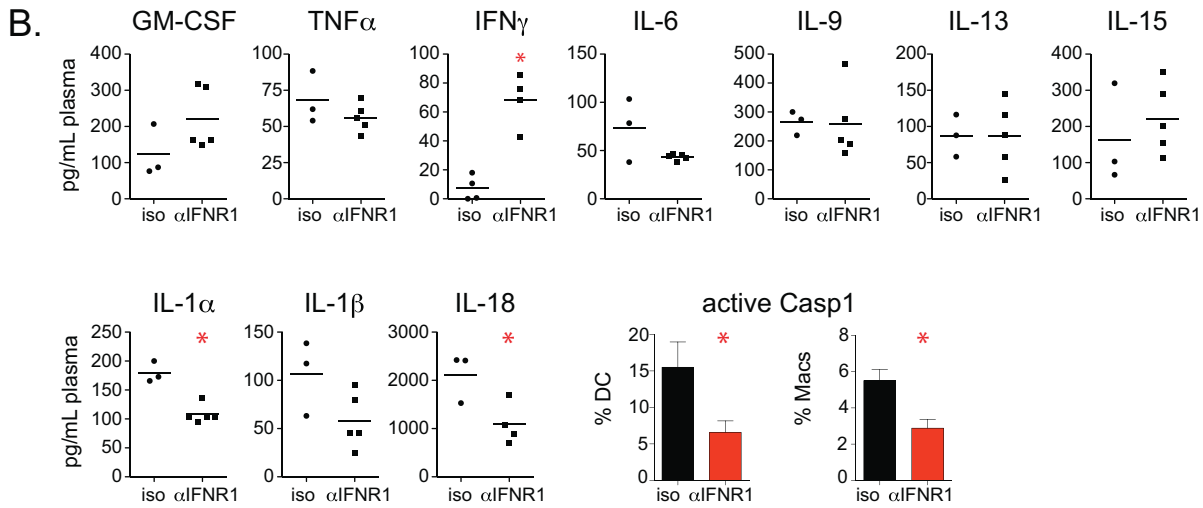 B.
GM-CSF TNFα IFNγ IL-6 IL-9 IL-13 IL-15
pg/mL plasma
400 300 200 100 0
iso αIFNR1
100 75 50 25 0
iso αIFNR1
100 80 60 40 20 0
*
iso αIFNR1
150 100 50 0
iso αIFNR1
500 400 300 200 100 0
iso αIFNR1
200 150 100 50 0
iso αIFNR1
400 300 200 100 0
iso αIFNR1
IL-1α IL-1β IL-18 active Casp1
pg/mL plasma
250 200 150 100 50 0
*
iso αIFNR1
150 100 50 0
iso αIFNR1
3000 2000 1000 0
*
iso αIFNR1
% DC
20 15 10 5 0
*
iso αIFNR1
% Macs
8 6 4 2 0
*
iso αIFNR1